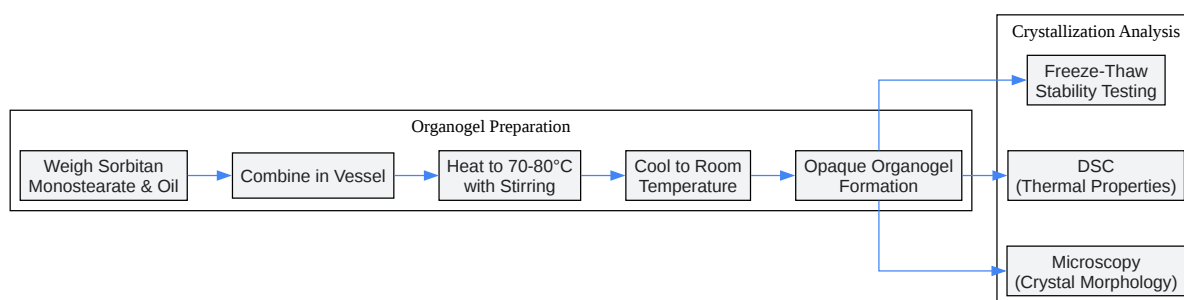 Crystallization Analysis
Freeze-Thaw
Stability Testing
Organogel Preparation
Weigh Sorbitan
Monostearate & Oil
Combine in Vessel
Heat to 70-80°C
with Stirring
Cool to Room
Temperature
Opaque Organogel
Formation
DSC
(Thermal Properties)
Microscopy
(Crystal Morphology)